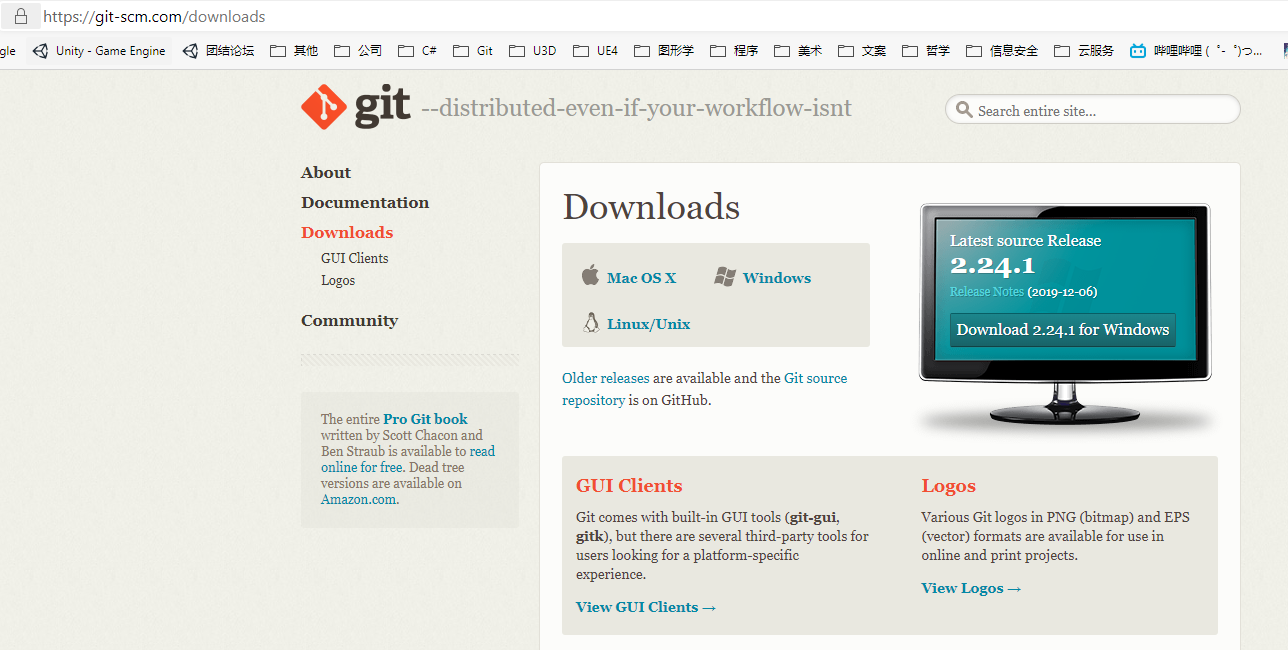 https://git-scm.com/downloads
gle Unity - Game Engine 团结论坛 其他 公司 C# Git U3D UE4 图形学 程序 美术 文案 哲学 信息安全 云服务 哔哩哔哩 ( ゜- ゜)つ...
git --distributed-even-if-your-workflow-isnt
Search entire site...
About
Documentation
Downloads
GUI Clients
Logos
Community
The entire Pro Git book
written by Scott Chacon and
Ben Straub is available to read
online for free. Dead tree
versions are available on
Amazon.com.
Downloads
Mac OS X Windows
Linux/Unix
Older releases are available and the Git source
repository is on GitHub.
Latest source Release
2.24.1
Release Notes (2019-12-06)
Download 2.24.1 for Windows
GUI Clients
Git comes with built-in GUI tools (git-gui,
gitk), but there are several third-party tools for
users looking for a platform-specific
experience.
View GUI Clients →
Logos
Various Git logos in PNG (bitmap) and EPS
(vector) formats are available for use in
online and print projects.
View Logos →